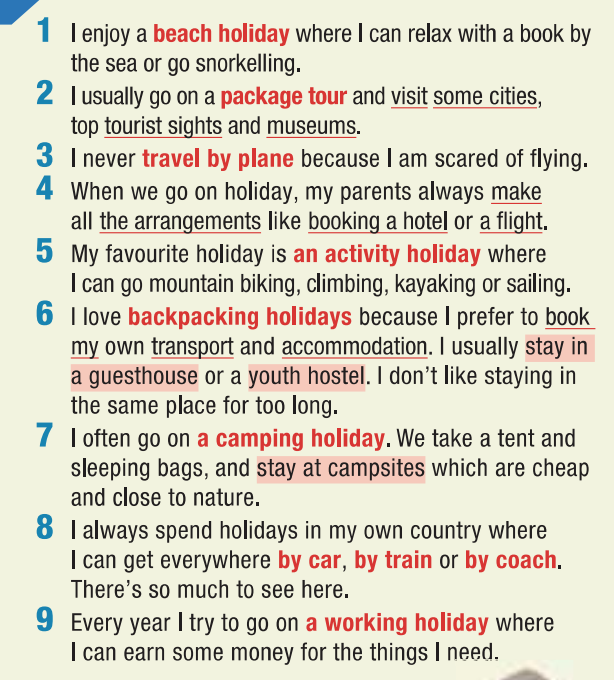 1 I enjoy a beach holiday where I can relax with a book by
the sea or go snorkelling.
2 I usually go on a package tour and visit some cities,
top tourist sights and museums.
3 I never travel by plane because I am scared of flying.
4 When we go on holiday, my parents always make
all the arrangements like booking a hotel or a flight.
5 My favourite holiday is an activity holiday where
I can go mountain biking, climbing, kayaking or sailing.
6 I love backpacking holidays because I prefer to book
my own transport and accommodation. I usually stay in
a guesthouse or a youth hostel. I don't like staying in
the same place for too long.
7 I often go on a camping holiday. We take a tent and
sleeping bags, and stay at campsites which are cheap
and close to nature.
8 I always spend holidays in my own country where
I can get everywhere by car, by train or by coach.
There's so much to see here.
9 Every year I try to go on a working holiday where
I can earn some money for the things I need.